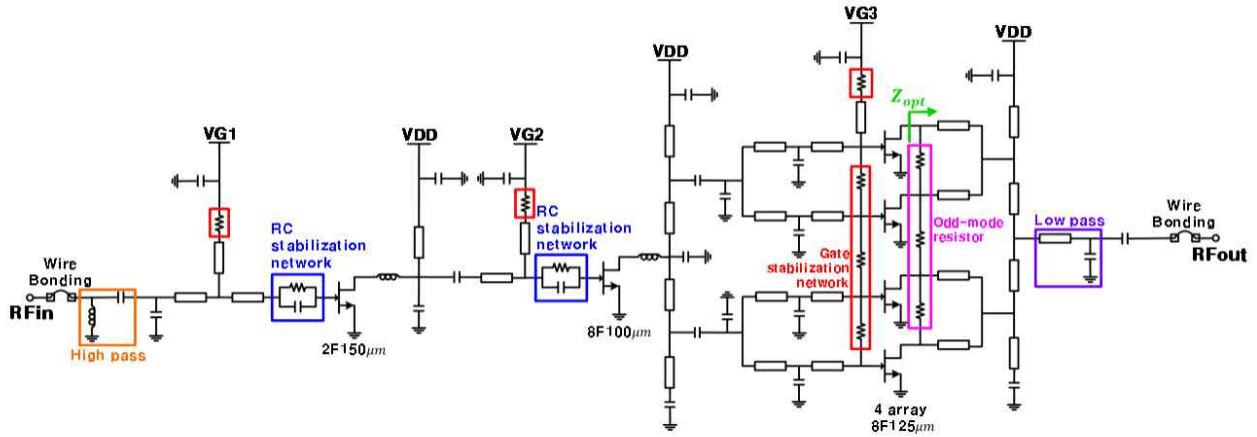 VG3
VDD
VDD
Z_opt
VG1
VDD
VG2
RC
stabilization
network
RC
stabilization
network
Wire
Bonding
RFin
High pass
2F150μm
8F100μm
Gate
stabilization
network
Odd-mode
resistor
Low pass
Wire
Bonding
RFout
4 array
8F125μm